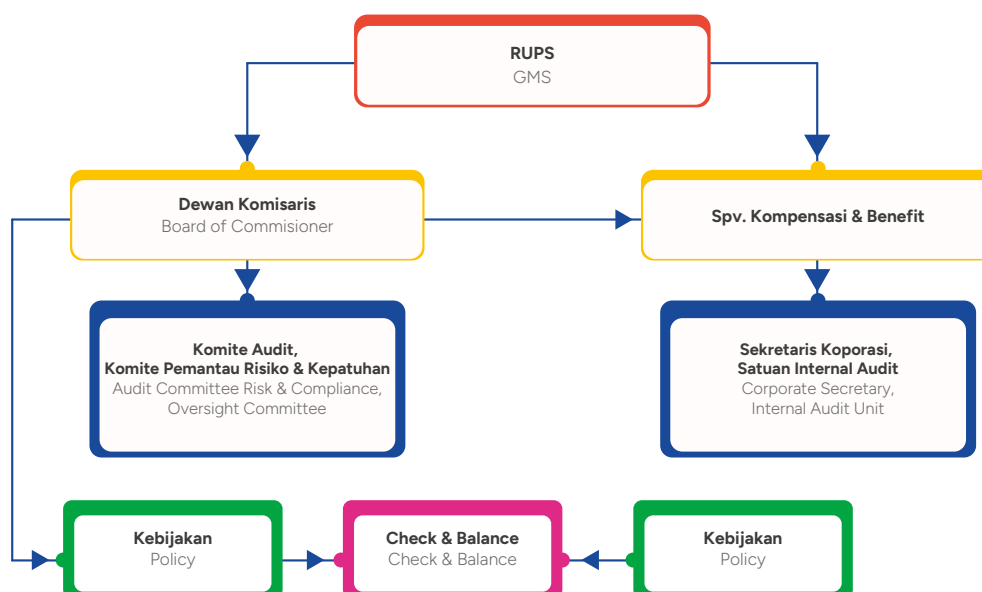 RUPS
GMS
Dewan Komisaris
Board of Commisioner
Spv. Kompensasi & Benefit
Komite Audit,
Komite Pemantau Risiko & Kepatuhan
Audit Committee Risk & Compliance,
Oversight Committee
Sekretaris Koporasi,
Satuan Internal Audit
Corporate Secretary,
Internal Audit Unit
Kebijakan
Policy
Check & Balance
Check & Balance
Kebijakan
Policy